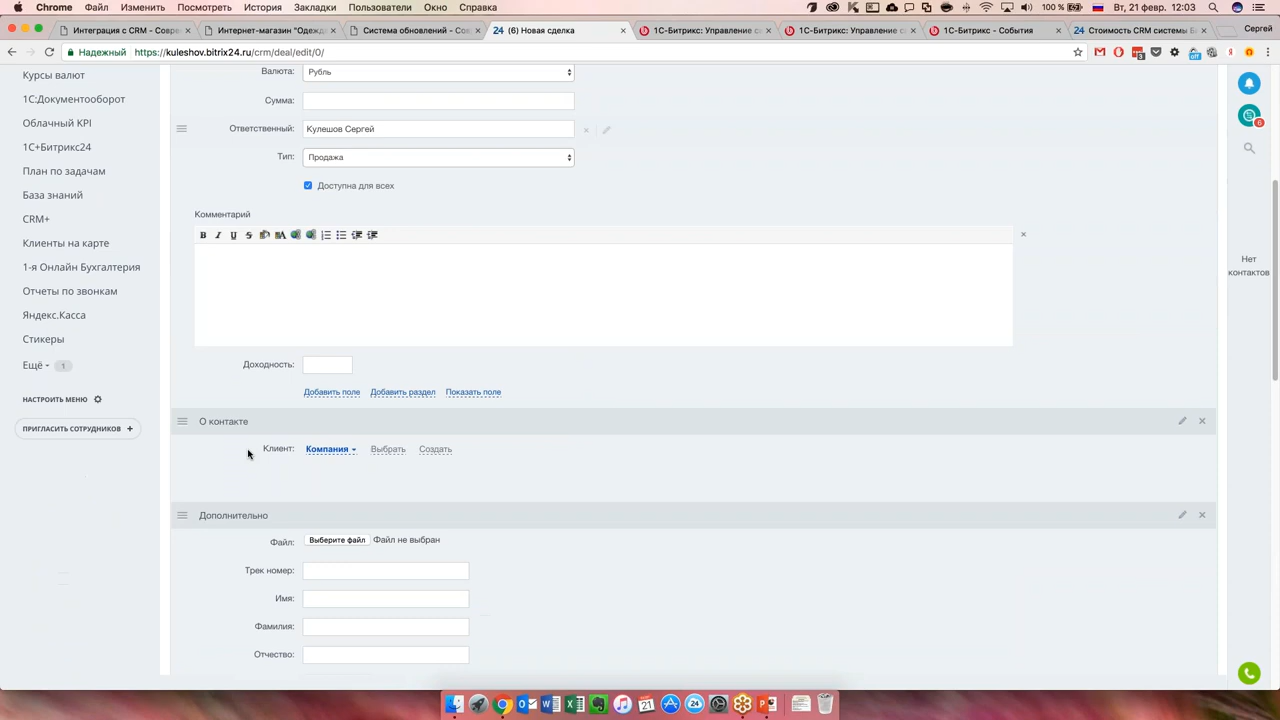 Chrome Файл Изменить Посмотреть История Закладки Пользователи Окно Справка 100 % Вт, 21 февр. 12:03
Интеграция с CRM - Совре
Интернет-магазин "Одежд
Система обновлений - Сов
24 (6) Новая сделка
1С-Битрикс: Управление с
1С-Битрикс: Управление с
1С-Битрикс - События
24 Стоимость CRM системы Б
Сергей
Надежный https://kuleshov.bitrix24.ru/crm/deal/edit/0/
Курсы валют
1С:Документооборот
Облачный KPI
1С+Битрикс24
План по задачам
База знаний
CRM+
Клиенты на карте
1-я Онлайн Бухгалтерия
Отчеты по звонкам
Яндекс.Касса
Стикеры
Ещё 1
НАСТРОИТЬ МЕНЮ
ПРИГЛАСИТЬ СОТРУДНИКОВ +
Валюта: Рубль
Сумма:
Ответственный: Кулешов Сергей
Тип: Продажа
Доступна для всех
Комментарий
B I U S
Доходность:
Добавить поле Добавить раздел Показать поле
О контакте
Клиент: Компания Выбрать Создать
Дополнительно
Файл: Выберите файл Файл не выбран
Трек номер:
Имя:
Фамилия:
Отчество:
6
Нет
контактов